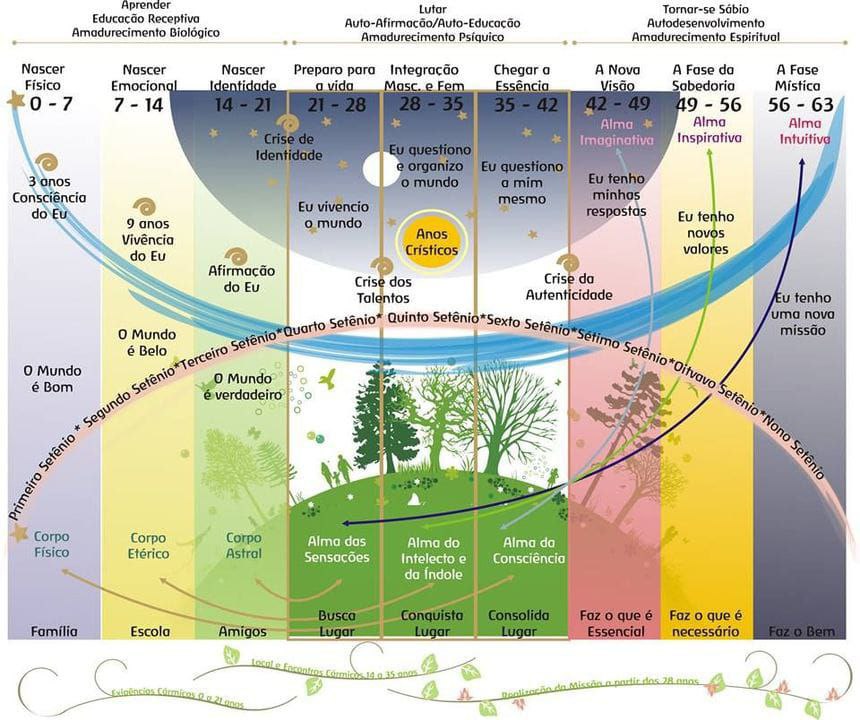 Aprender
Educação Receptiva
Amadurecimento Biológico
Lutar
Auto-Afirmação/Auto-Educação
Amadurecimento Psíquico
Tornar-se Sábio
Autodesenvolvimento
Amadurecimento Espiritual
Nascer
Físico
0 - 7
Nascer
Emocional
7 - 14
Nascer
Identidade
14 - 21
Preparo para
a vida
21 - 28
Integração
Masc. e Fem
28 - 35
Chegar a
Essência
35 - 42
A Nova
Visão
42 - 49
A Fase da
Sabedoria
49 - 56
A Fase
Mística
56 - 63
Alma
Imaginativa
Alma
Inspirativa
Alma
Intuitiva
Crise de
Identidade
Eu questiono
e organizo
o mundo
Eu questiono
a mim
mesmo
Eu tenho
minhas
respostas
3 anos
Consciência
do Eu
9 anos
Vivência
do Eu
Eu vivencio
o mundo
Eu tenho
novos
valores
Anos
Crísticos
Afirmação
do Eu
Crise dos
Talentos
Crise da
Autenticidade
Eu tenho
uma nova
missão
O Mundo
é Bom
O Mundo
é Belo
O Mundo
é verdadeiro
Primeiro Setênio * Segundo Setênio*Terceiro Setênio*Quarto Setênio* Quinto Setênio*Sexto Setênio*Sétimo Setênio*Oitvavo Setênio*Nono Setênio
Corpo
Físico
Corpo
Etérico
Corpo
Astral
Alma das
Sensações
Alma do
Intelecto e
da Índole
Alma da
Consciência
Família
Escola
Amigos
Busca
Lugar
Conquista
Lugar
Consolida
Lugar
Faz o que é
Essencial
Faz o que é
necessário
Faz o Bem
Local e Encontros Cármicos 14 a 35 anos
Exigências Cármicos 0 a 21 anos
Realização da Missão a partir dos 28 anos